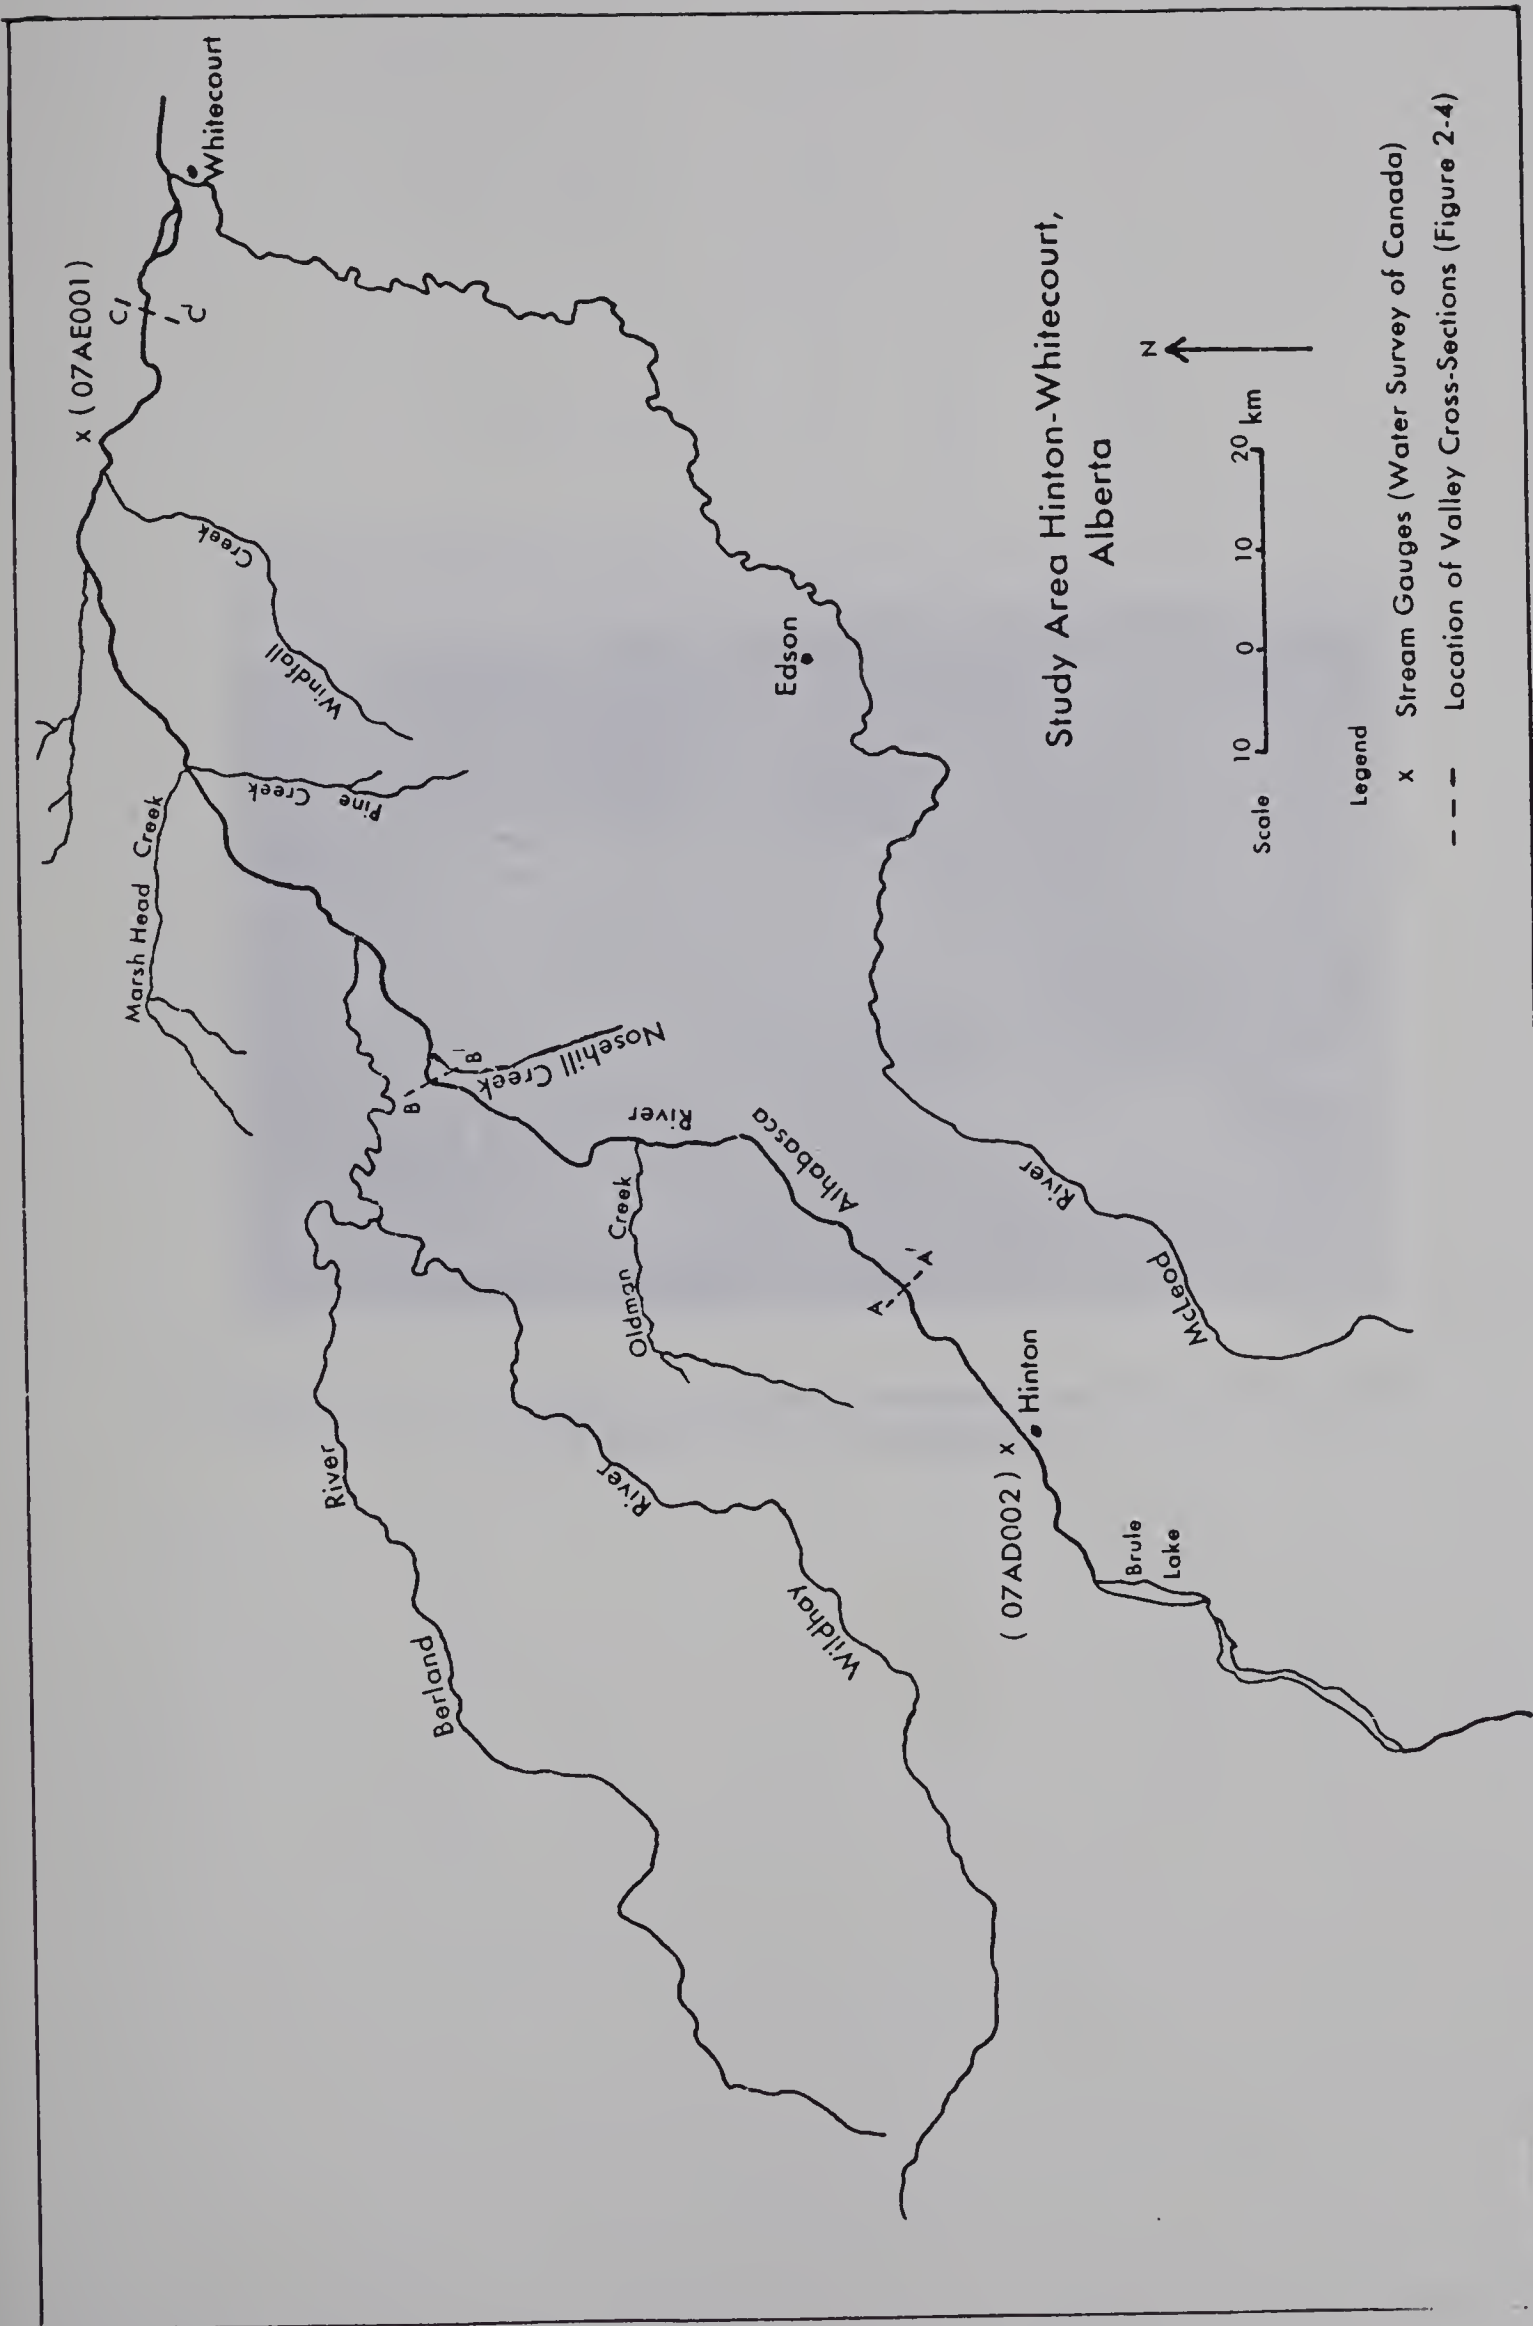 Whitecourt
x (07AE001)
C
C'
Creek
Windfall
Marsh Head Creek
Pine
Creek
Edson
B
B'
Nosehill Creek
River
Berland
River
Wildhay
Oldman Creek
Athabasca
River
A
A'
McLeod
River
Hinton
(07AD002) x
Brule
Lake
Study Area Hinton-Whitecourt,
Alberta
N
Scale 10 0 10 20 km
Legend
x Stream Gauges (Water Survey of Canada)
--- Location of Valley Cross-Sections (Figure 2-4)